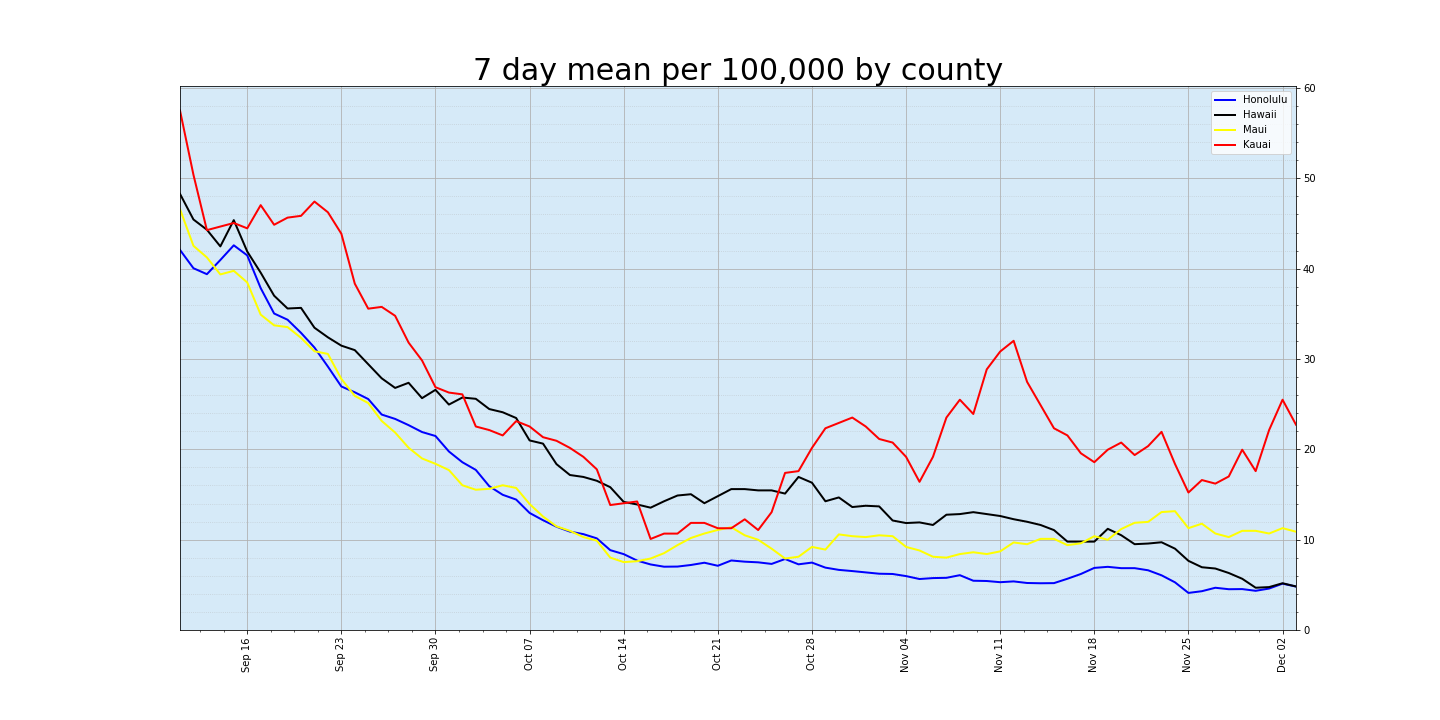 7 day mean per 100,000 by county
Honolulu
Hawaii
Maui
Kauai
60
50
40
30
20
10
0
Sep 16
Sep 23
Sep 30
Oct 07
Oct 14
Oct 21
Oct 28
Nov 04
Nov 11
Nov 18
Nov 25
Dec 02